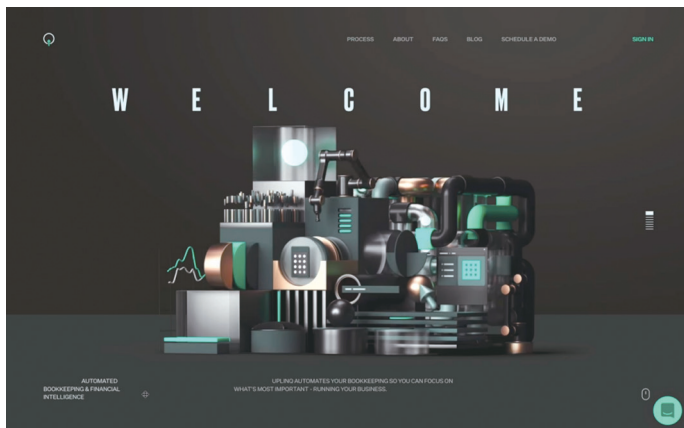 PROCESS ABOUT FAQS BLOG SCHEDULE A DEMO SIGN IN
WELCOME
AUTOMATED
BOOKKEEPING & FINANCIAL
INTELLIGENCE
UPLING AUTOMATES YOUR BOOKKEEPING SO YOU CAN FOCUS ON
WHAT'S MOST IMPORTANT - RUNNING YOUR BUSINESS.